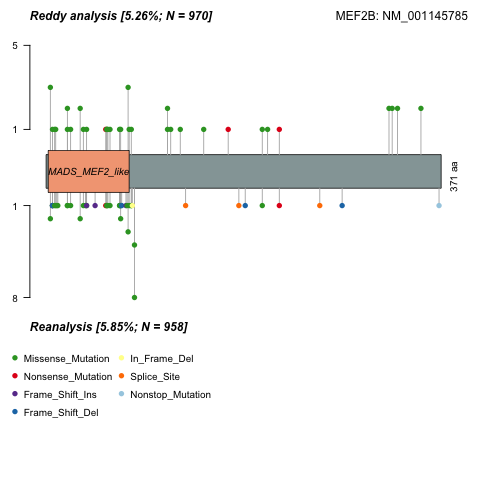 Reddy analysis [5.26%; N = 970]
MEF2B: NM_001145785
5
1
MADS_MEF2_like
371 aa
1
8
Reanalysis [5.85%; N = 958]
Missense_Mutation
In_Frame_Del
Nonsense_Mutation
Splice_Site
Frame_Shift_Ins
Nonstop_Mutation
Frame_Shift_Del